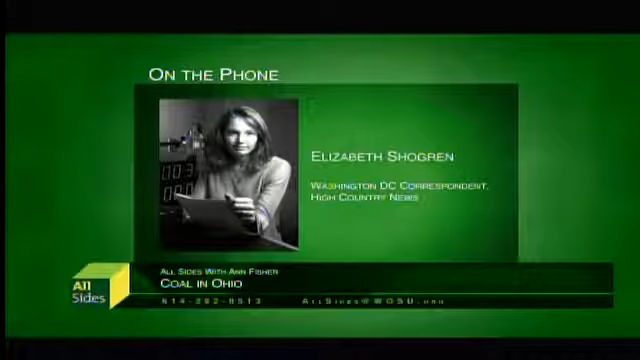 On the Phone
Elizabeth Shogren
Washington DC Correspondent,
High Country News
All Sides With Ann Fisher
Coal in Ohio
All
Sides
614-292-8513 AllSides@WOSU.org